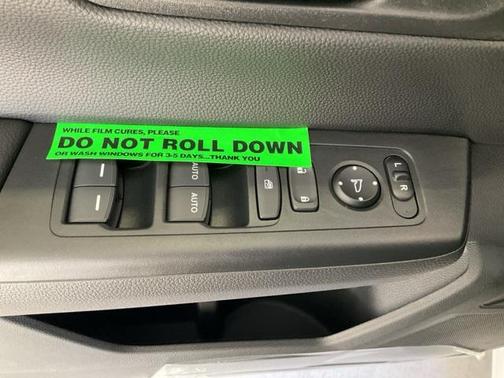 WHILE FILM CURES, PLEASE
DO NOT ROLL DOWN
OR WASH WINDOWS FOR 3-5 DAYS...THANK YOU
AUTO
AUTO
L
R